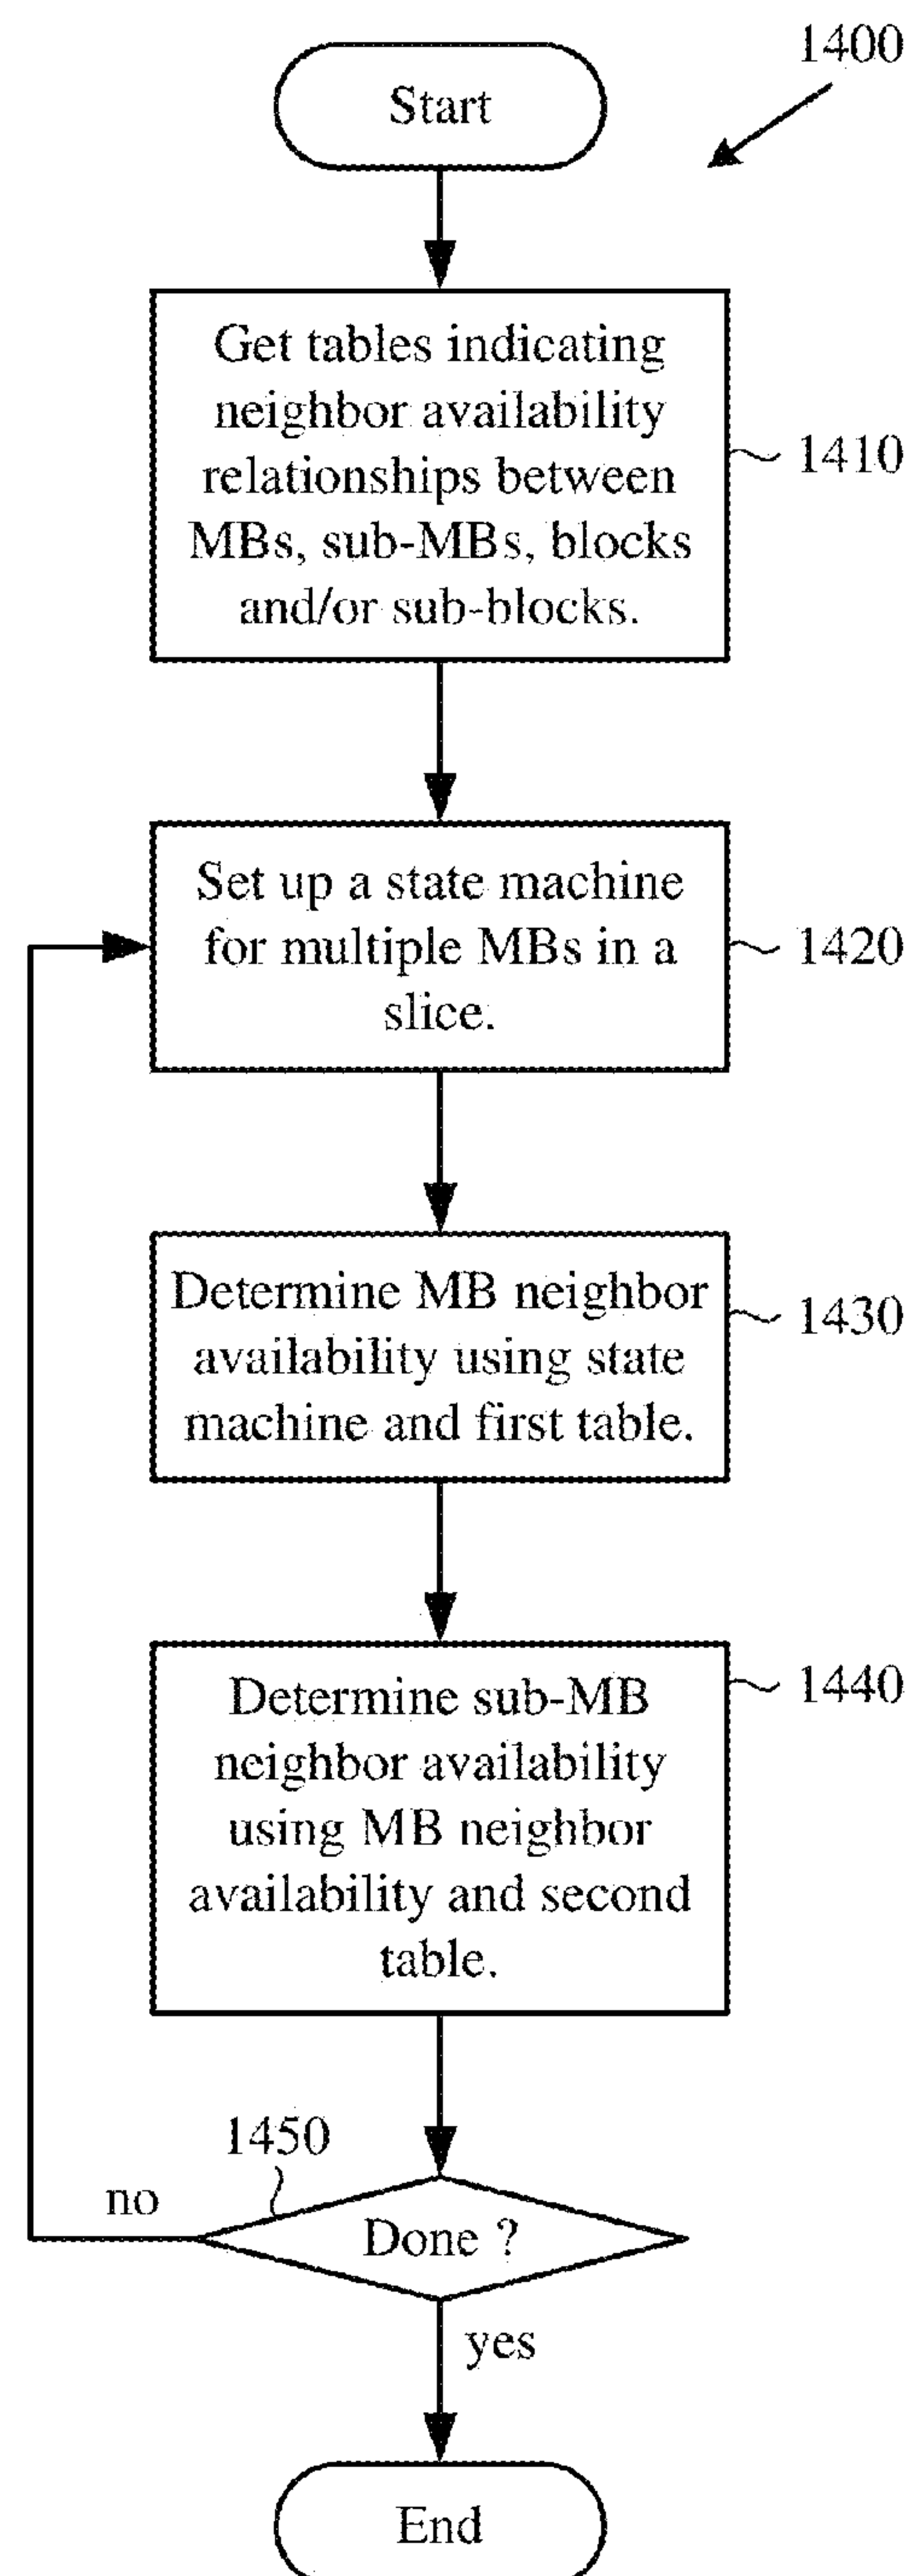 1400
Start
Get tables indicating
neighbor availability
relationships between
MBs, sub-MBs, blocks
and/or sub-blocks.
1410
Set up a state machine
for multiple MBs in a
slice.
1420
Determine MB neighbor
availability using state
machine and first table.
1430
Determine sub-MB
neighbor availability
using MB neighbor
availability and second
table.
1440
1450
no
Done ?
yes
End